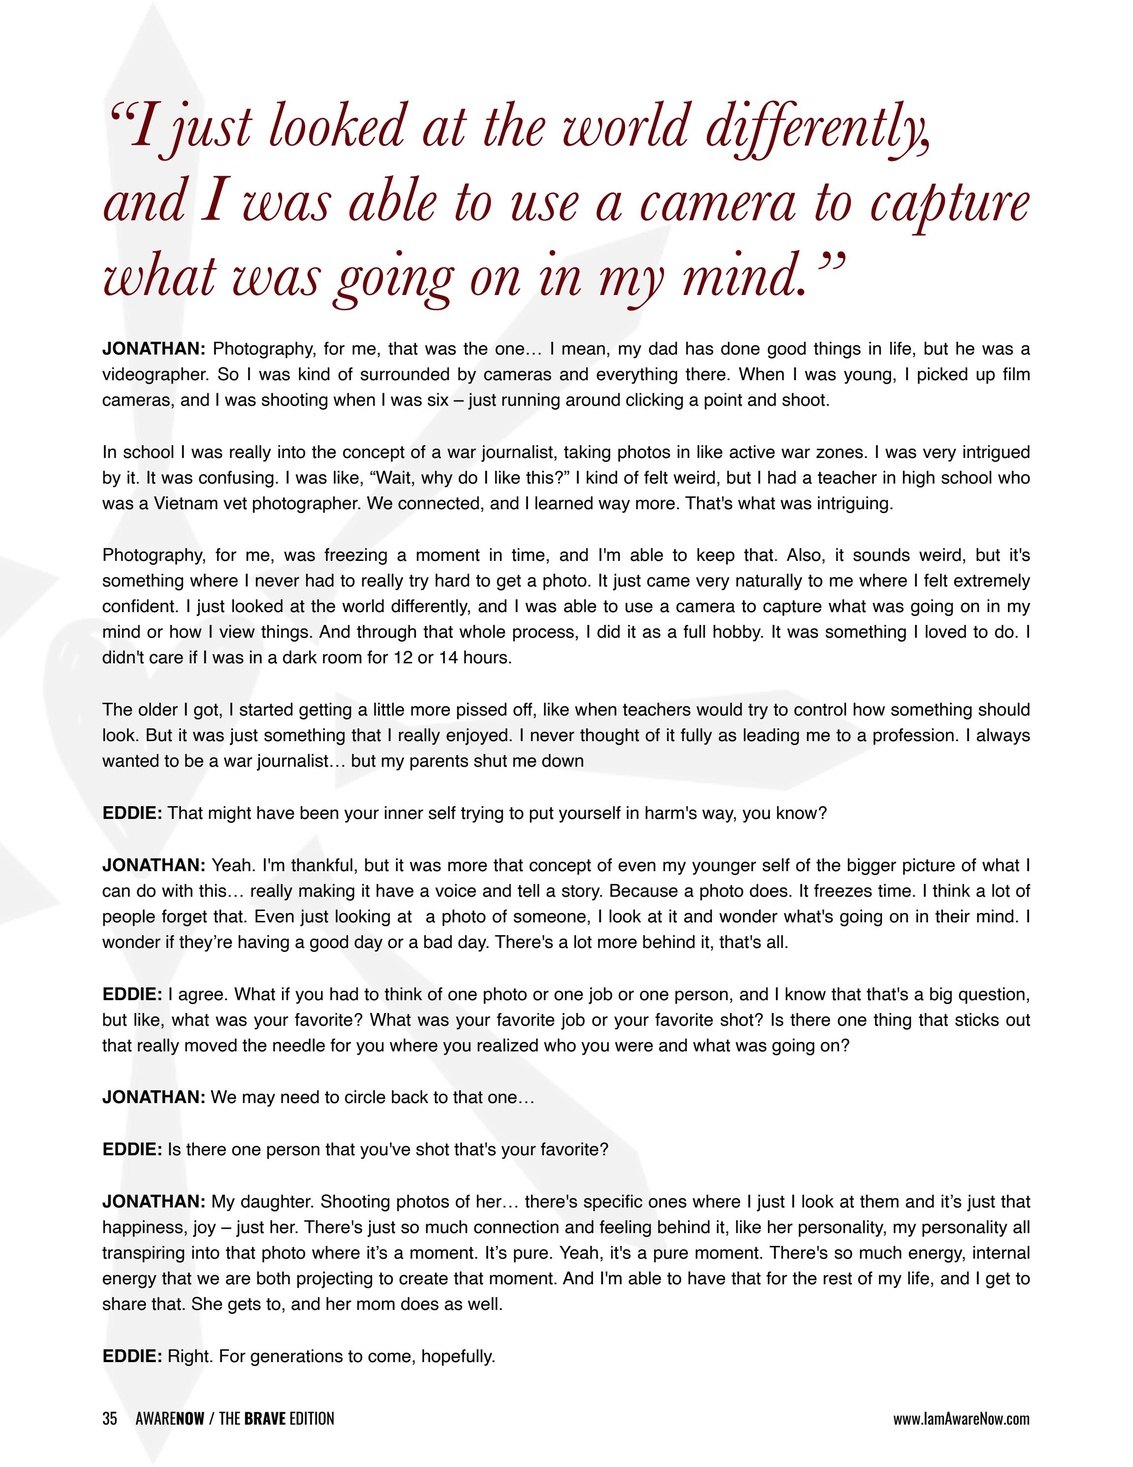 “I just looked at the world differently,
and I was able to use a camera to capture
what was going on in my mind.”
JONATHAN: Photography, for me, that was the one… I mean, my dad has done good things in life, but he was a
videographer. So I was kind of surrounded by cameras and everything there. When I was young, I picked up film
cameras, and I was shooting when I was six – just running around clicking a point and shoot.
In school I was really into the concept of a war journalist, taking photos in like active war zones. I was very intrigued
by it. It was confusing. I was like, “Wait, why do I like this?” I kind of felt weird, but I had a teacher in high school who
was a Vietnam vet photographer. We connected, and I learned way more. That's what was intriguing.
Photography, for me, was freezing a moment in time, and I'm able to keep that. Also, it sounds weird, but it's
something where I never had to really try hard to get a photo. It just came very naturally to me where I felt extremely
confident. I just looked at the world differently, and I was able to use a camera to capture what was going on in my
mind or how I view things. And through that whole process, I did it as a full hobby. It was something I loved to do. I
didn't care if I was in a dark room for 12 or 14 hours.
The older I got, I started getting a little more pissed off, like when teachers would try to control how something should
look. But it was just something that I really enjoyed. I never thought of it fully as leading me to a profession. I always
wanted to be a war journalist… but my parents shut me down
EDDIE: That might have been your inner self trying to put yourself in harm's way, you know?
JONATHAN: Yeah. I'm thankful, but it was more that concept of even my younger self of the bigger picture of what I
can do with this… really making it have a voice and tell a story. Because a photo does. It freezes time. I think a lot of
people forget that. Even just looking at  a photo of someone, I look at it and wonder what's going on in their mind. I
wonder if they’re having a good day or a bad day. There's a lot more behind it, that's all.
EDDIE: I agree. What if you had to think of one photo or one job or one person, and I know that that's a big question,
but like, what was your favorite? What was your favorite job or your favorite shot? Is there one thing that sticks out
that really moved the needle for you where you realized who you were and what was going on?
JONATHAN: We may need to circle back to that one…
EDDIE: Is there one person that you've shot that's your favorite?
JONATHAN: My daughter. Shooting photos of her… there's specific ones where I just I look at them and it’s just that
happiness, joy – just her. There's just so much connection and feeling behind it, like her personality, my personality all
transpiring into that photo where it’s a moment. It’s pure. Yeah, it's a pure moment. There's so much energy, internal
energy that we are both projecting to create that moment. And I'm able to have that for the rest of my life, and I get to
share that. She gets to, and her mom does as well.
EDDIE: Right. For generations to come, hopefully.
35 AWARENOW / THE BRAVE EDITION
www.IamAwareNow.com